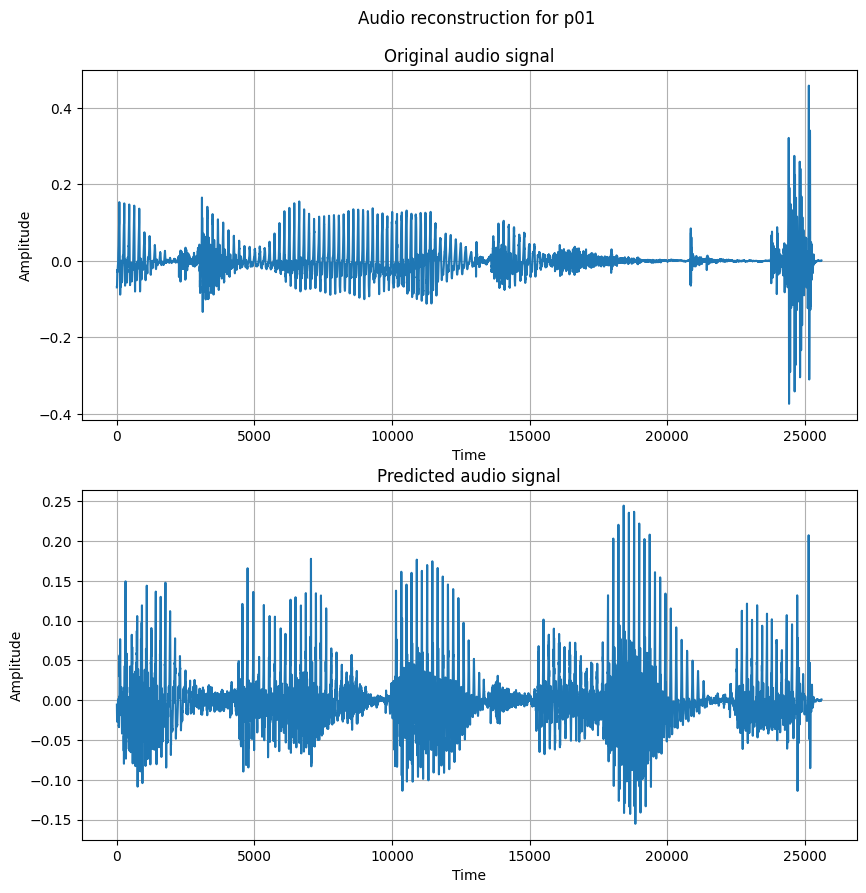 Audio reconstruction for p01
Original audio signal
Amplitude
0.4
0.2
0.0
−0.2
−0.4
0 5000 10000 15000 20000 25000
Time
Predicted audio signal
Amplitude
0.25
0.20
0.15
0.10
0.05
0.00
−0.05
−0.10
−0.15
0 5000 10000 15000 20000 25000
Time